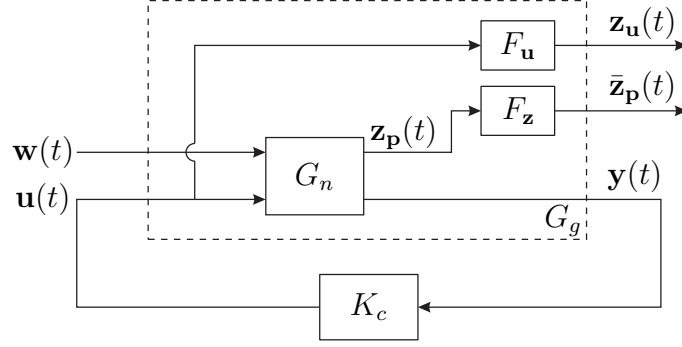 z_u(t)
F_u
z̄_p(t)
F_z
z_p(t)
w(t)
G_n
u(t)
y(t)
G_g
K_c